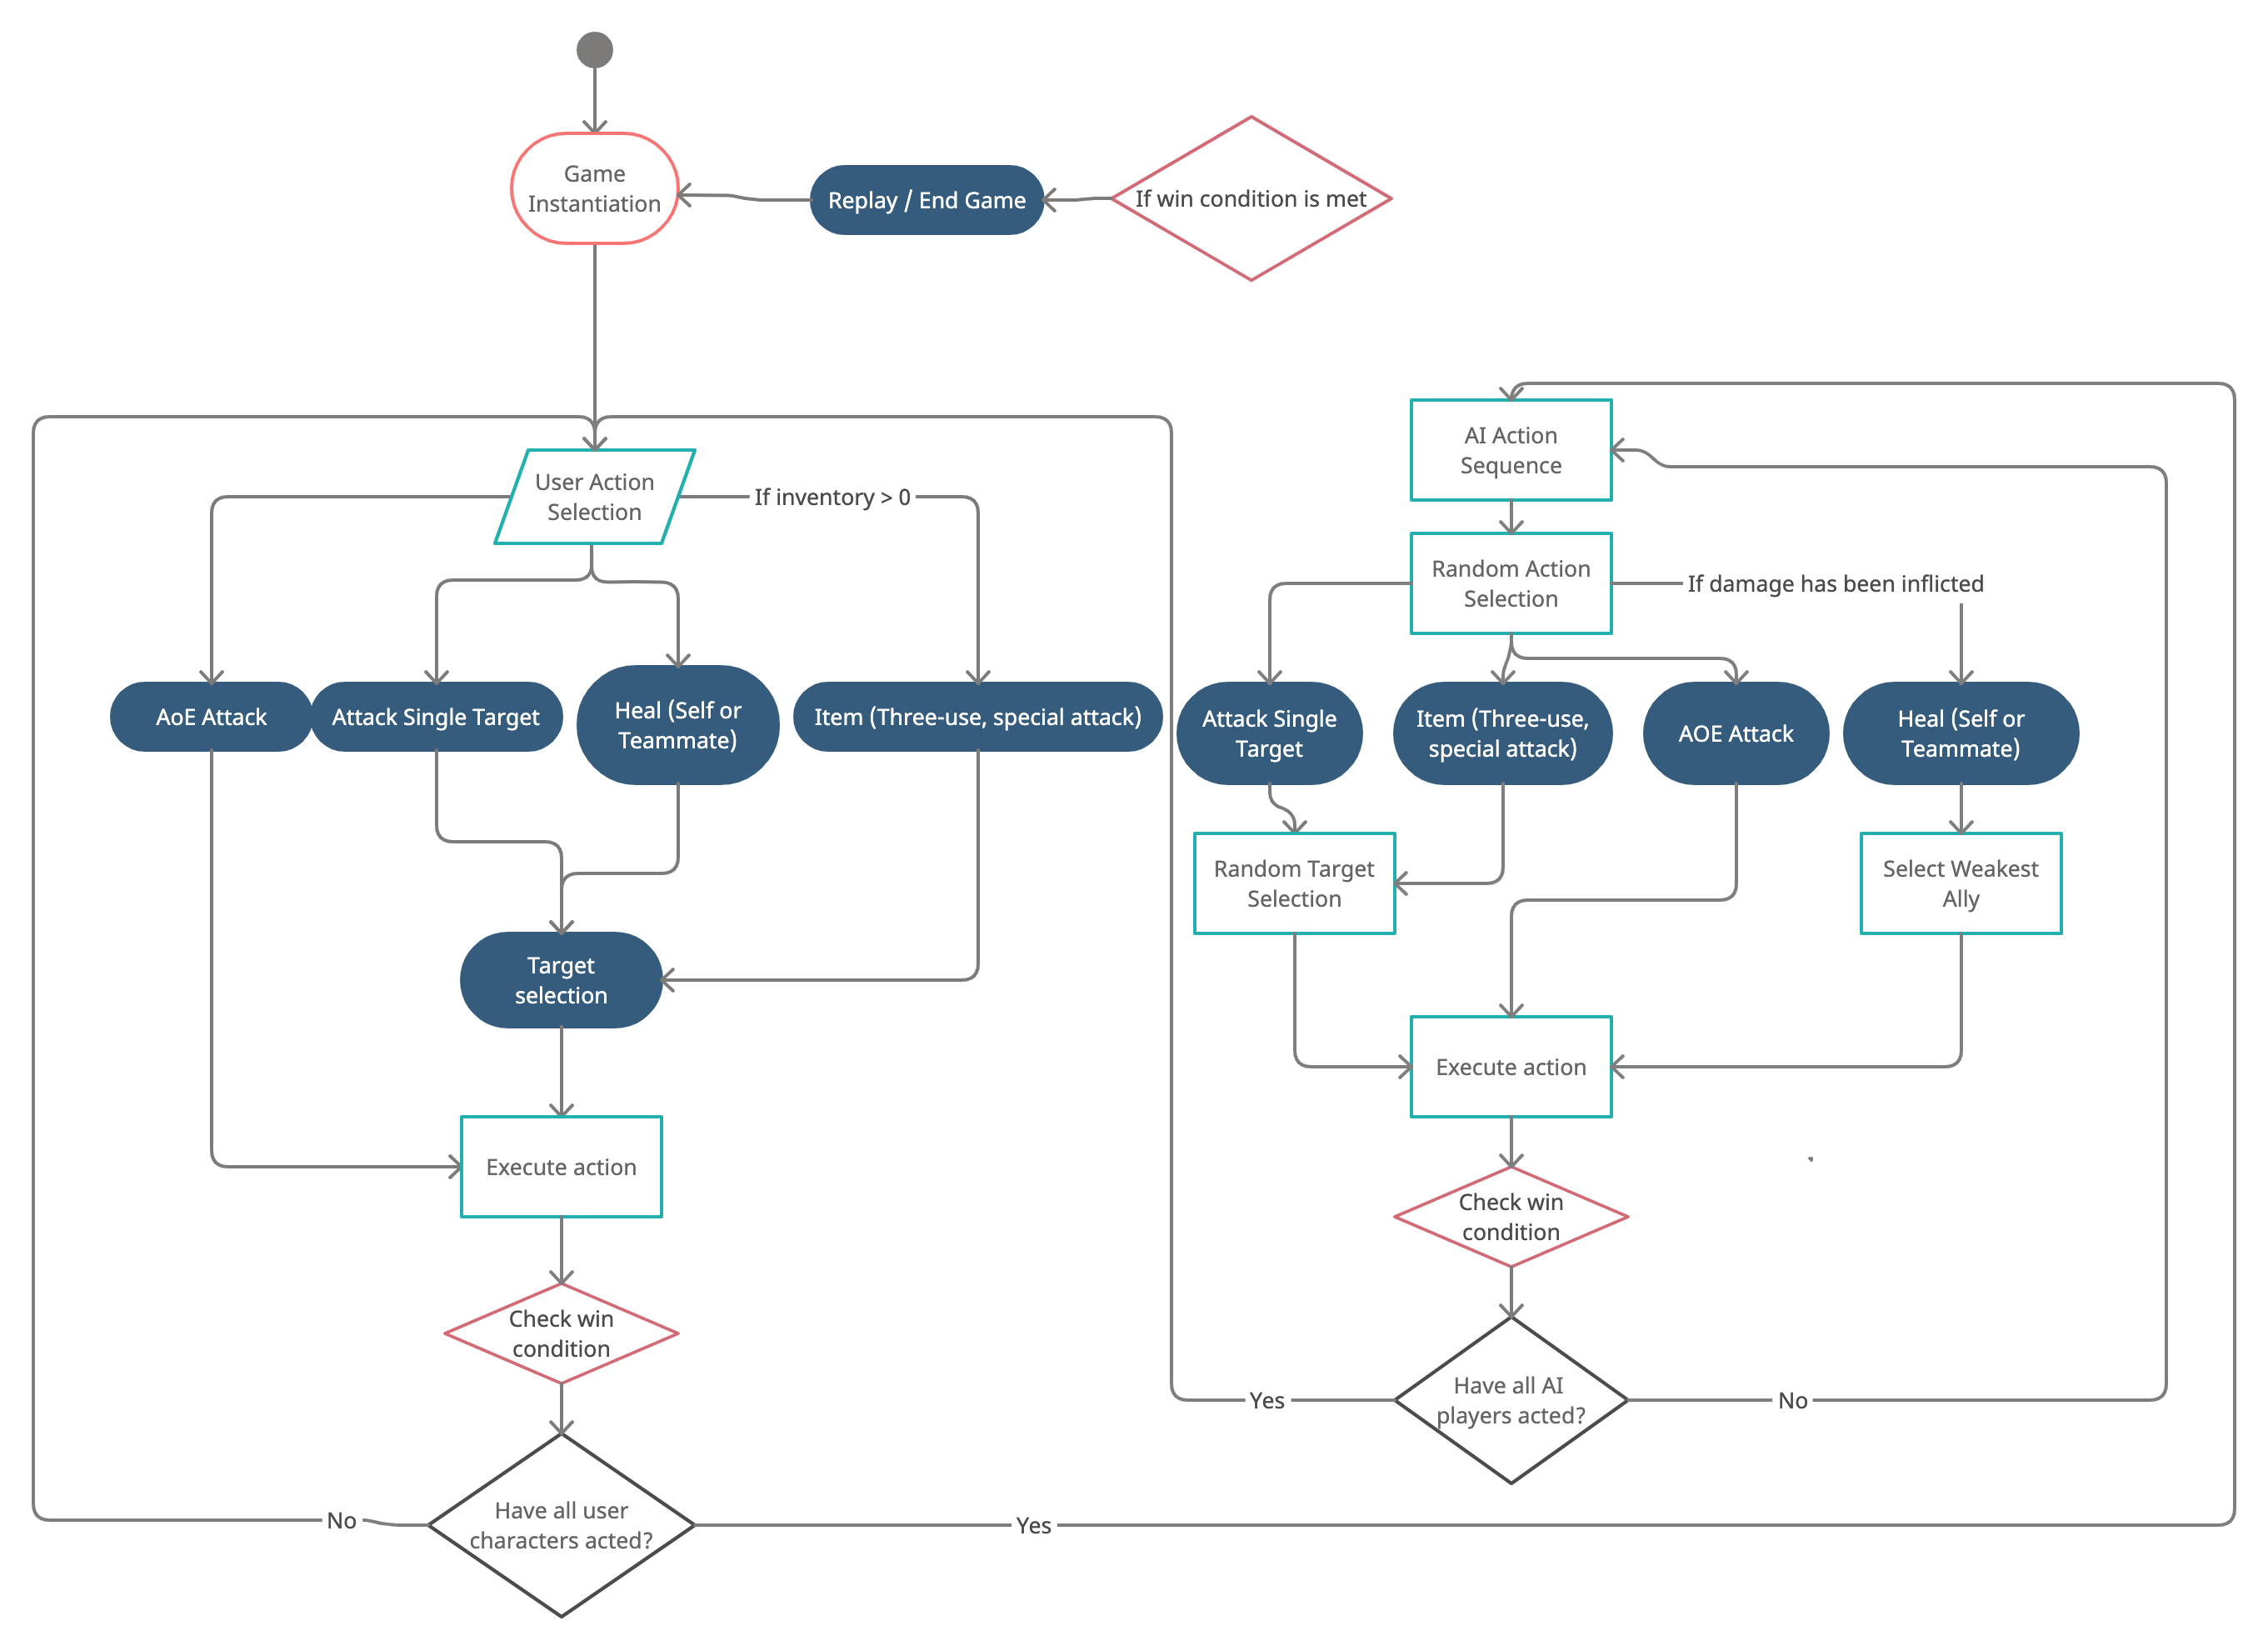 Game
Instantiation
Replay / End Game
If win condition is met
User Action
Selection
If inventory > 0
AoE Attack
Attack Single Target
Heal (Self or
Teammate)
Item (Three-use, special attack)
Target
selection
Execute action
Check win
condition
Have all user
characters acted?
No
Yes
AI Action
Sequence
Random Action
Selection
If damage has been inflicted
Attack Single
Target
Item (Three-use,
special attack)
AOE Attack
Heal (Self or
Teammate)
Random Target
Selection
Select Weakest
Ally
Execute action
Check win
condition
Have all AI
players acted?
Yes
No